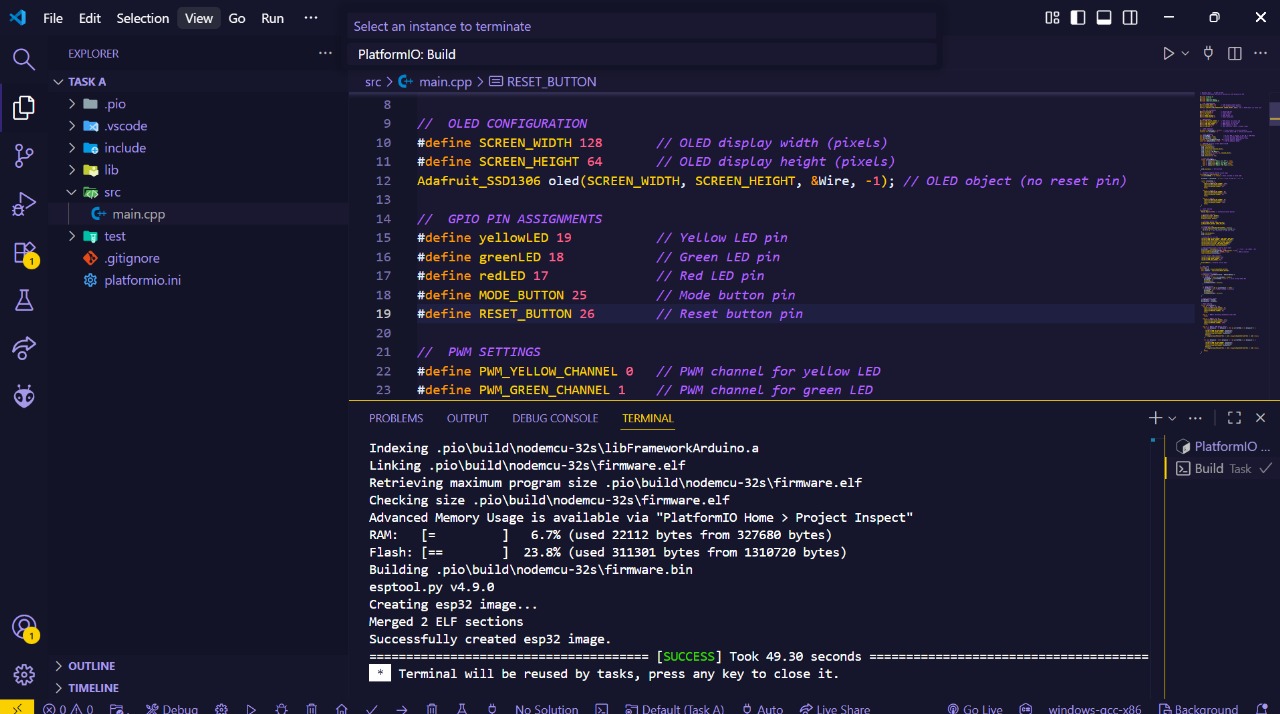 File Edit Selection View Go Run ···
Select an instance to terminate
PlatformIO: Build
EXPLORER
TASK A
.pio
.vscode
include
lib
src
main.cpp
test
.gitignore
platformio.ini
OUTLINE
TIMELINE
1
1
src > main.cpp > RESET_BUTTON
8
9 // OLED CONFIGURATION
10 #define SCREEN_WIDTH 128 // OLED display width (pixels)
11 #define SCREEN_HEIGHT 64 // OLED display height (pixels)
12 Adafruit_SSD1306 oled(SCREEN_WIDTH, SCREEN_HEIGHT, &Wire, -1); // OLED object (no reset pin)
13
14 // GPIO PIN ASSIGNMENTS
15 #define yellowLED 19 // Yellow LED pin
16 #define greenLED 18 // Green LED pin
17 #define redLED 17 // Red LED pin
18 #define MODE_BUTTON 25 // Mode button pin
19 #define RESET_BUTTON 26 // Reset button pin
20
21 // PWM SETTINGS
22 #define PWM_YELLOW_CHANNEL 0 // PWM channel for yellow LED
23 #define PWM_GREEN_CHANNEL 1 // PWM channel for green LED
PROBLEMS OUTPUT DEBUG CONSOLE TERMINAL
Indexing .pio\build\nodemcu-32s\libFrameworkArduino.a
Linking .pio\build\nodemcu-32s\firmware.elf
Retrieving maximum program size .pio\build\nodemcu-32s\firmware.elf
Checking size .pio\build\nodemcu-32s\firmware.elf
Advanced Memory Usage is available via "PlatformIO Home > Project Inspect"
RAM: [= ] 6.7% (used 22112 bytes from 327680 bytes)
Flash: [== ] 23.8% (used 311301 bytes from 1310720 bytes)
Building .pio\build\nodemcu-32s\firmware.bin
esptool.py v4.9.0
Creating esp32 image...
Merged 2 ELF sections
Successfully created esp32 image.
==================================== [SUCCESS] Took 49.30 seconds ====================================
* Terminal will be reused by tasks, press any key to close it.
PlatformIO ...
Build Task
0 0 Debug No Solution Default (Task A) Auto Live Share Go Live windows-gcc-x86 Background